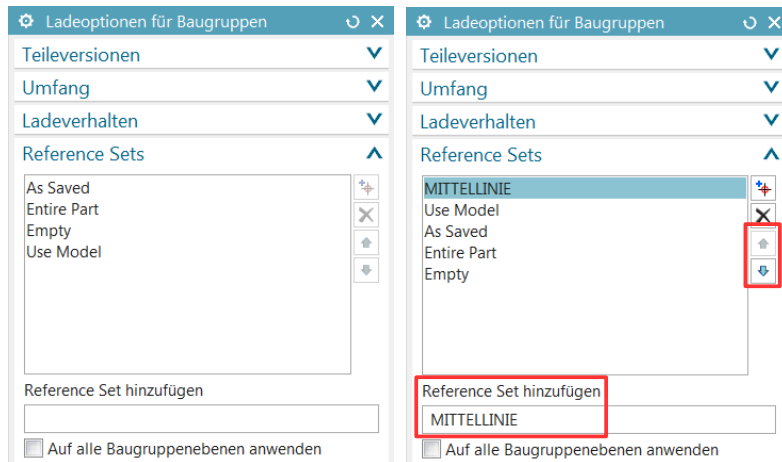 Ladeoptionen für Baugruppen
Teileversionen
Umfang
Ladeverhalten
Reference Sets
As Saved
Entire Part
Empty
Use Model
Reference Set hinzufügen
Auf alle Baugruppenebenen anwenden
Ladeoptionen für Baugruppen
Teileversionen
Umfang
Ladeverhalten
Reference Sets
MITTELLINIE
Use Model
As Saved
Entire Part
Empty
Reference Set hinzufügen
MITTELLINIE
Auf alle Baugruppenebenen anwenden